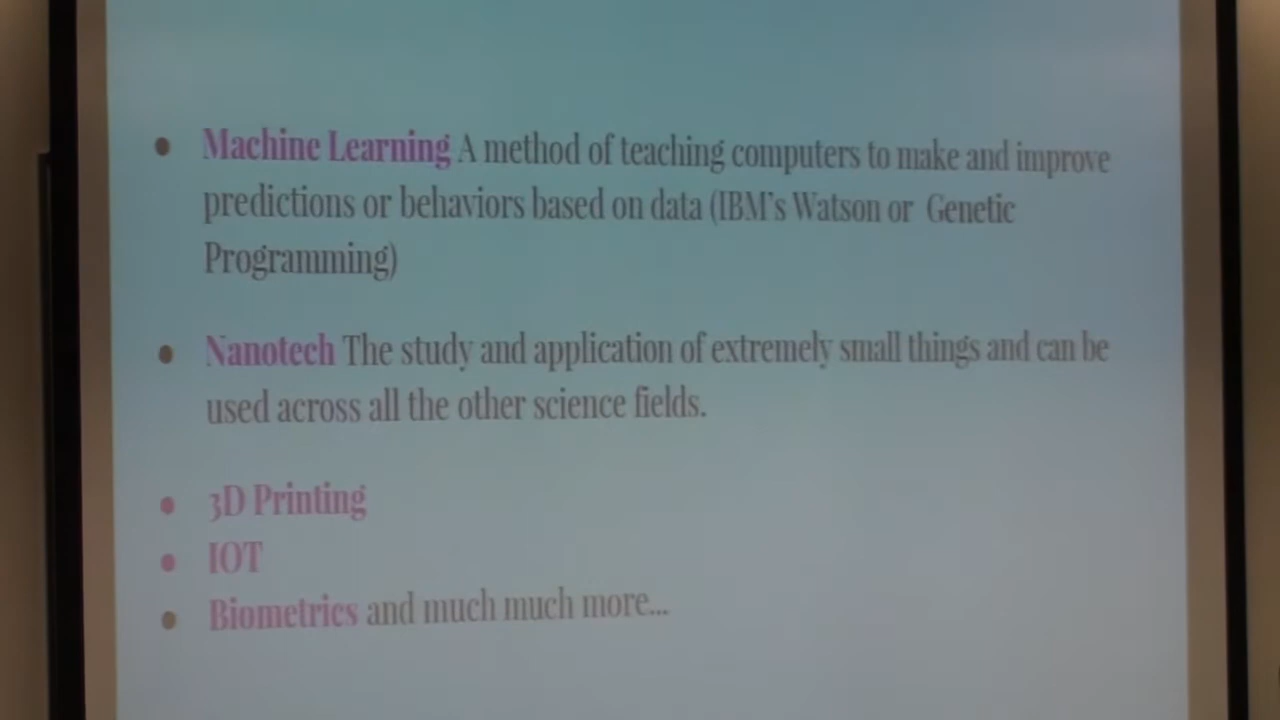 • Machine Learning A method of teaching computers to make and improve
predictions or behaviors based on data (IBM's Watson or Genetic
Programming)
• Nanotech The study and application of extremely small things and can be
used across all the other science fields.
• 3D Printing
• IOT
• Biometrics and much much more...